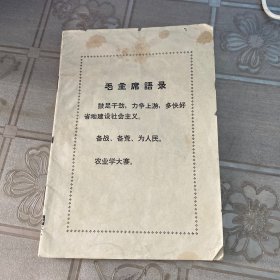 毛主席語录
鼓足干劲，力争上游，多快好
省地建设社会主义。
备战、备荒、为人民。
农业学大寨。